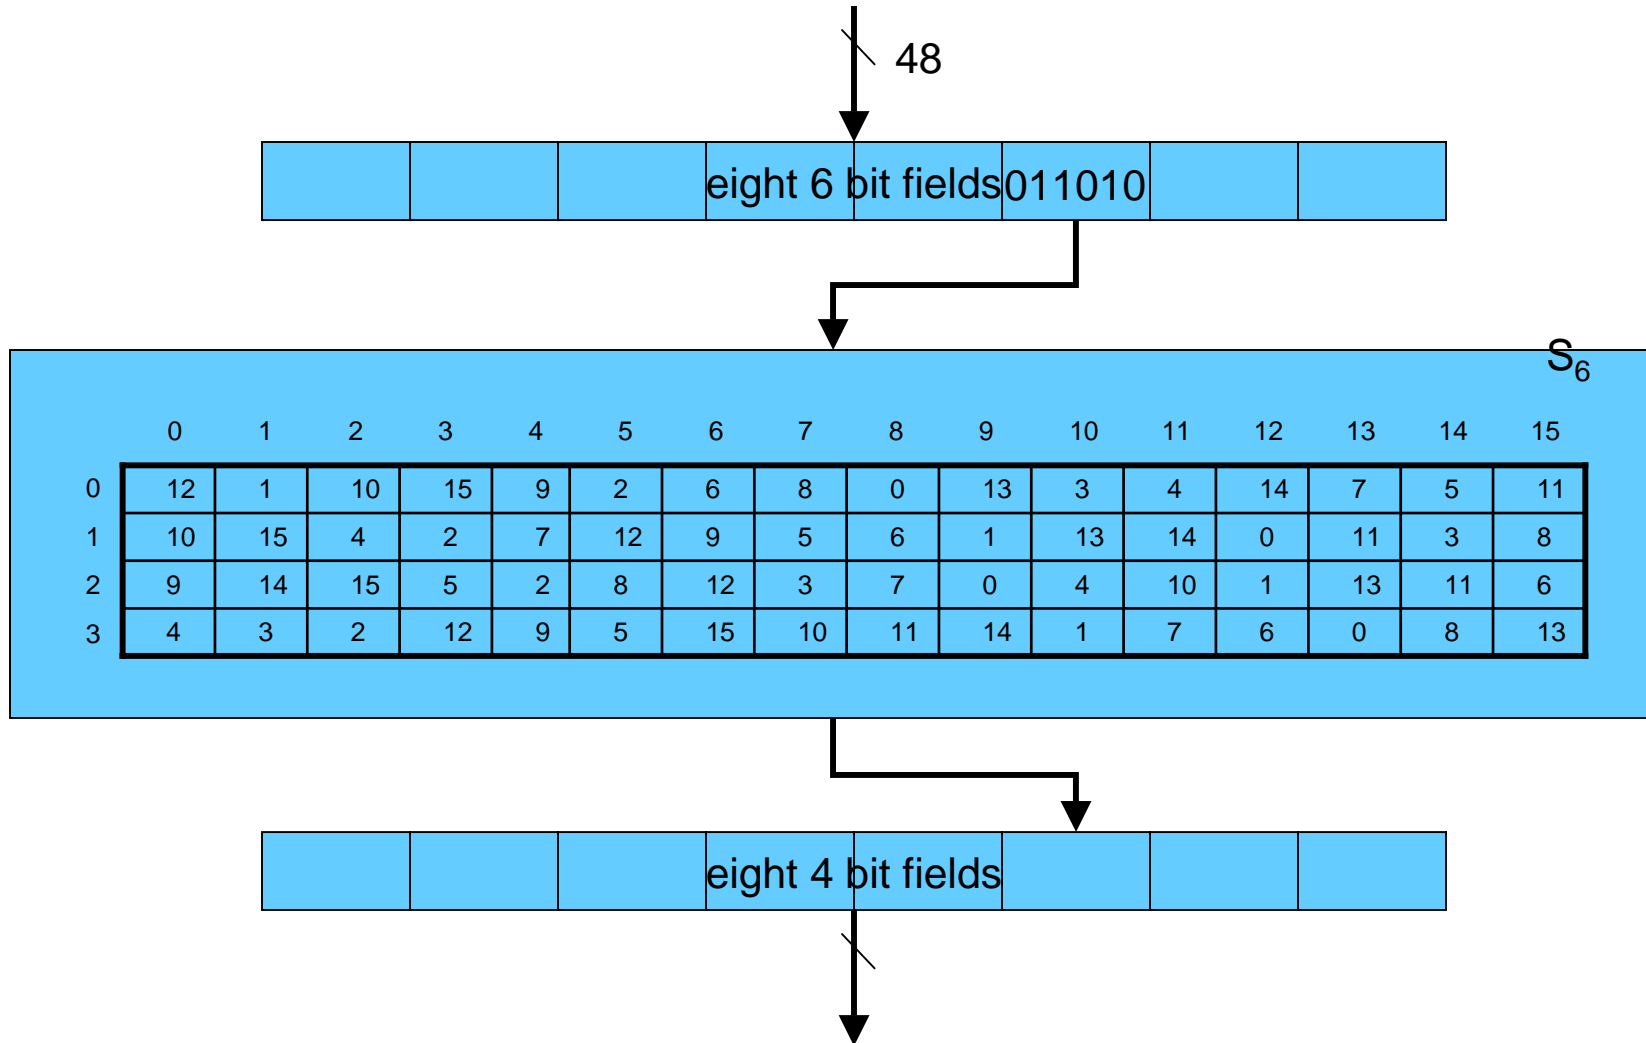 48
eight 6 bit fields 011010
S6
0 1 2 3 4 5 6 7 8 9 10 11 12 13 14 15
0 12 1 10 15 9 2 6 8 0 13 3 4 14 7 5 11
1 10 15 4 2 7 12 9 5 6 1 13 14 0 11 3 8
2 9 14 15 5 2 8 12 3 7 0 4 10 1 13 11 6
3 4 3 2 12 9 5 15 10 11 14 1 7 6 0 8 13
eight 4 bit fields